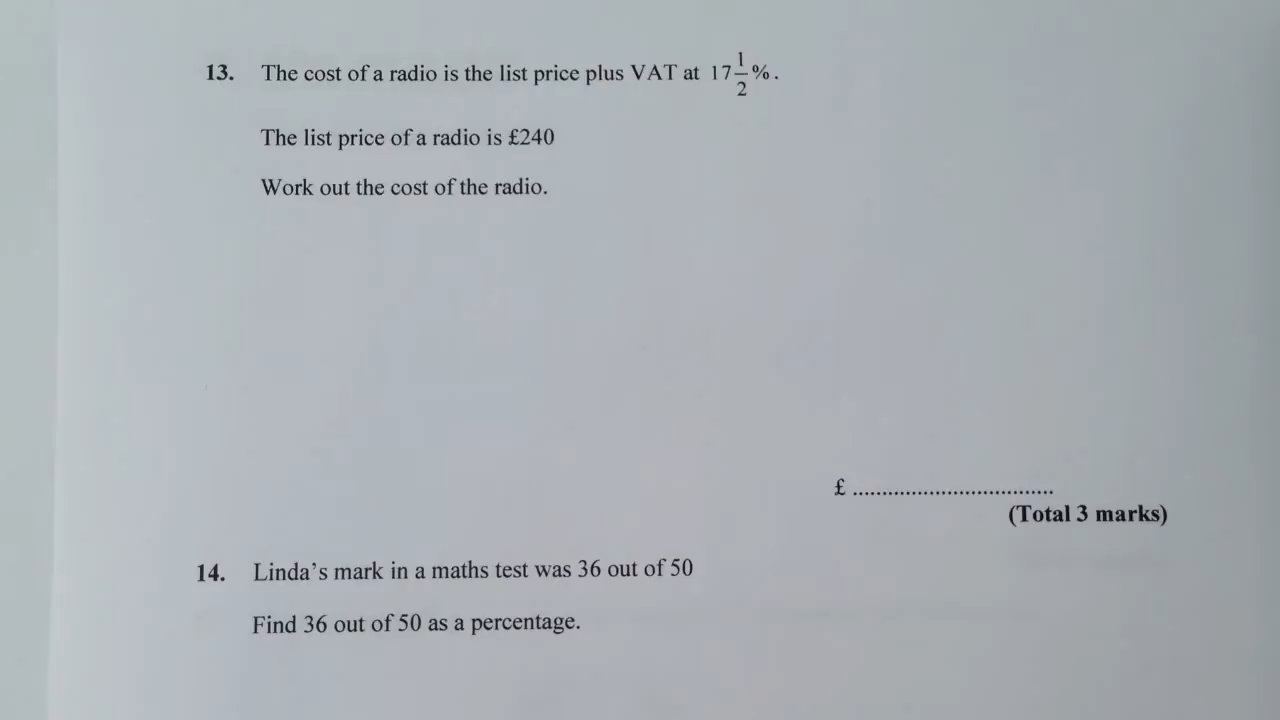 13. The cost of a radio is the list price plus VAT at 17 1/2 %.
The list price of a radio is £240
Work out the cost of the radio.
£ ..................................
(Total 3 marks)
14. Linda’s mark in a maths test was 36 out of 50
Find 36 out of 50 as a percentage.